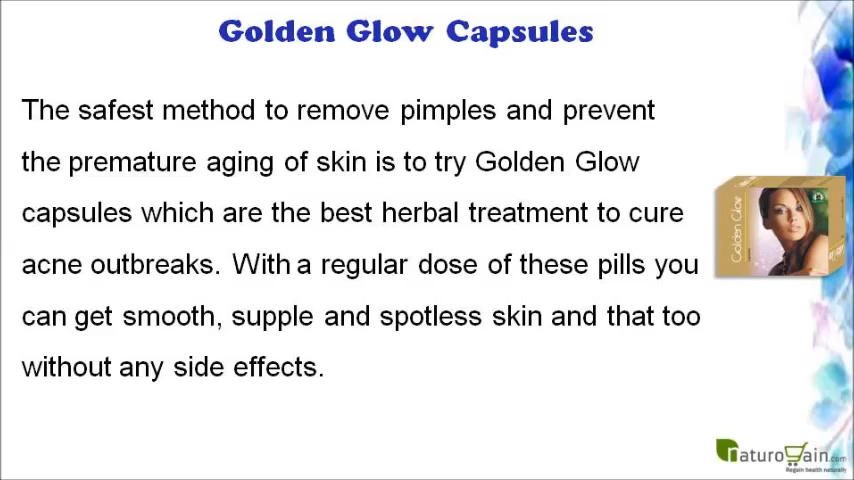 Golden Glow Capsules
The safest method to remove pimples and prevent
the premature aging of skin is to try Golden Glow
capsules which are the best herbal treatment to cure
acne outbreaks. With a regular dose of these pills you
can get smooth, supple and spotless skin and that too
without any side effects.
Golden Glow
naturogain.com
Regain health naturally